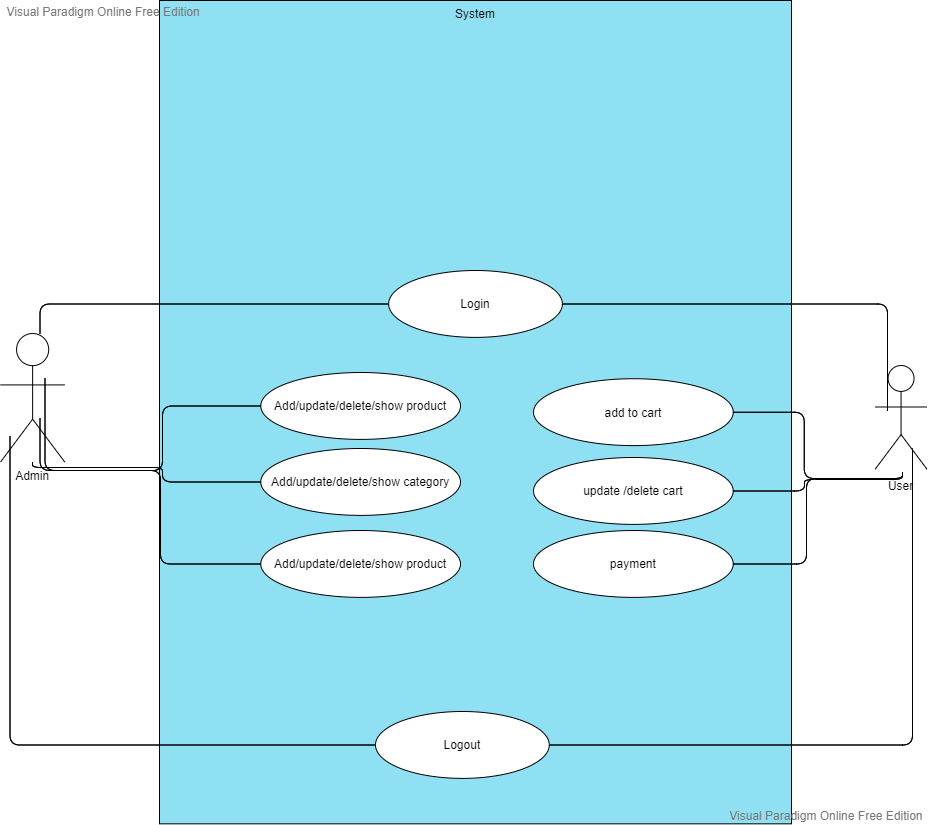 Visual Paradigm Online Free Edition
System
Login
Add/update/delete/show product
add to cart
Add/update/delete/show category
update /delete cart
Admin
User
Add/update/delete/show product
payment
Logout
Visual Paradigm Online Free Edition